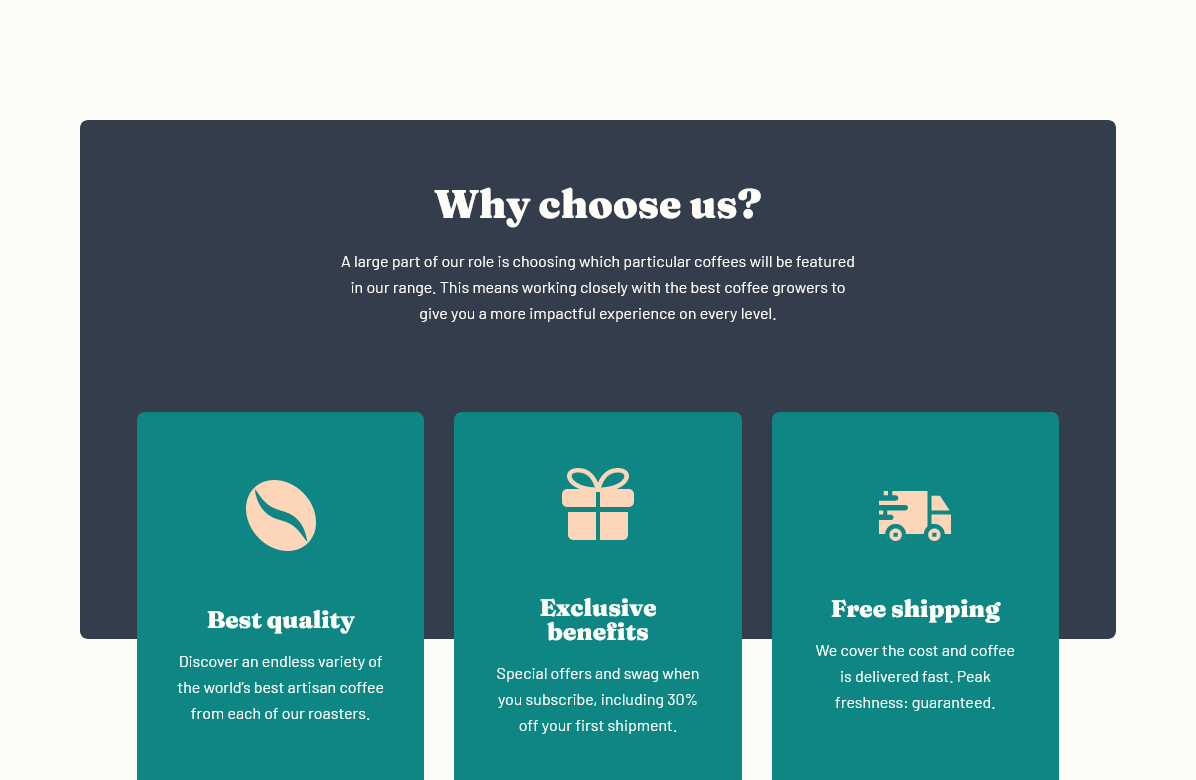 Why choose us?
A large part of our role is choosing which particular coffees will be featured
in our range. This means working closely with the best coffee growers to
give you a more impactful experience on every level.
Best quality
Discover an endless variety of
the world’s best artisan coffee
from each of our roasters.
Exclusive
benefits
Special offers and swag when
you subscribe, including 30%
off your first shipment.
Free shipping
We cover the cost and coffee
is delivered fast. Peak
freshness: guaranteed.